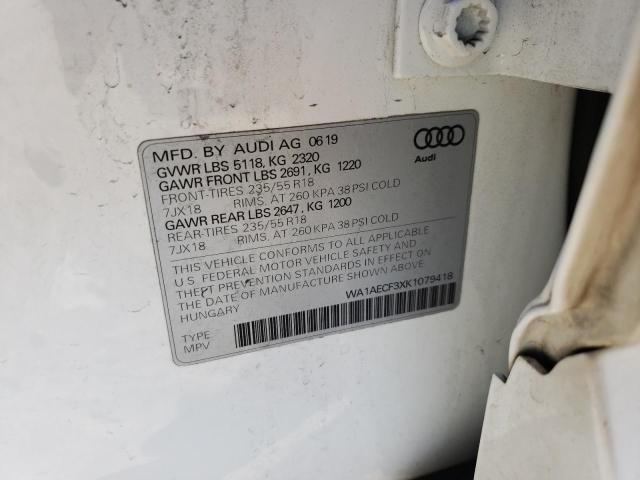 MFD. BY AUDI AG 0619
GVWR LBS 5118, KG 2320
GAWR FRONT LBS 2691, KG 1220
FRONT-TIRES 235/55 R18
7JX18 RIMS, AT 260 KPA 38 PSI COLD
GAWR REAR LBS 2647, KG 1200
REAR-TIRES 235/55 R18
7JX18 RIMS, AT 260 KPA 38 PSI COLD
THIS VEHICLE CONFORMS TO ALL APPLICABLE
U.S. FEDERAL MOTOR VEHICLE SAFETY AND
THEFT PREVENTION STANDARDS IN EFFECT ON
THE DATE OF MANUFACTURE SHOWN ABOVE
HUNGARY
WA1AECF3XK1079418
TYPE
MPV
Audi